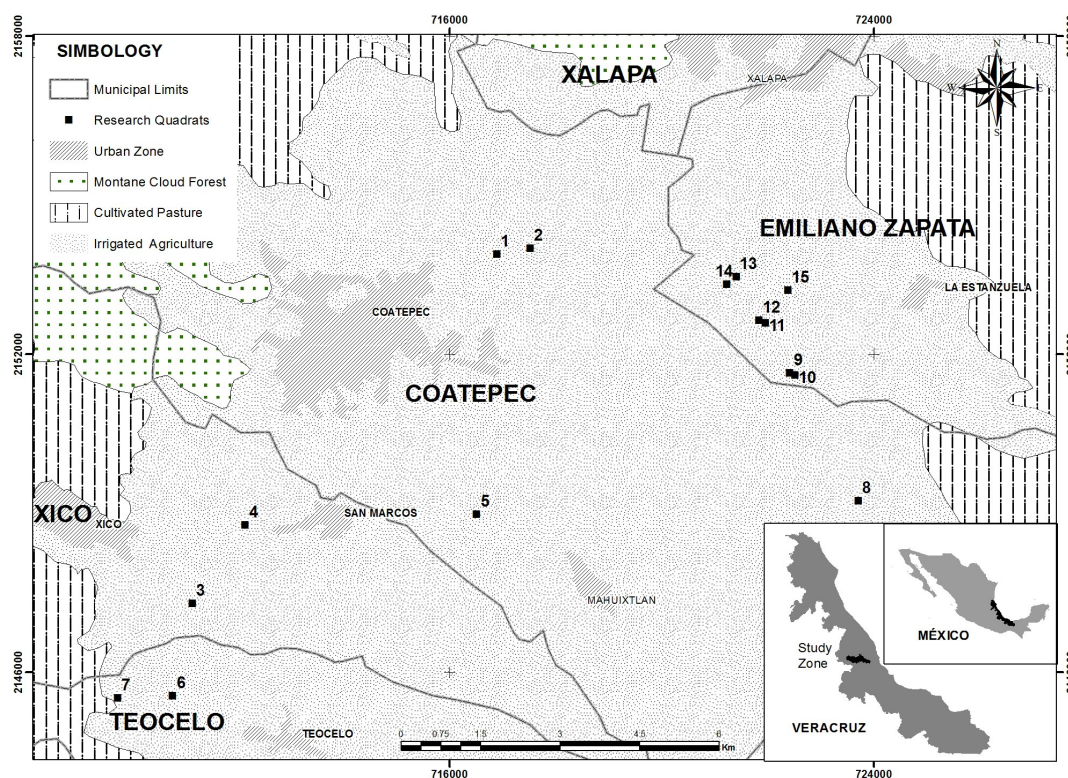 716000
724000
2158000
SIMBOLOGY
Municipal Limits
Research Quadrats
Urban Zone
Montane Cloud Forest
Cultivated Pasture
Irrigated Agriculture
XALAPA
XALAPA
N
W
E
S
EMILIANO ZAPATA
1
2
13
14
15
LA ESTANZUELA
COATEPEC
12
11
2152000
9
10
COATEPEC
8
XICO
XICO
4
SAN MARCOS
5
3
MAHUIXTLAN
MÉXICO
Study
Zone
2146000
7
6
TEOCELO
TEOCELO
VERACRUZ
0
0.75
1.5
3
4.5
6
Km
716000
724000